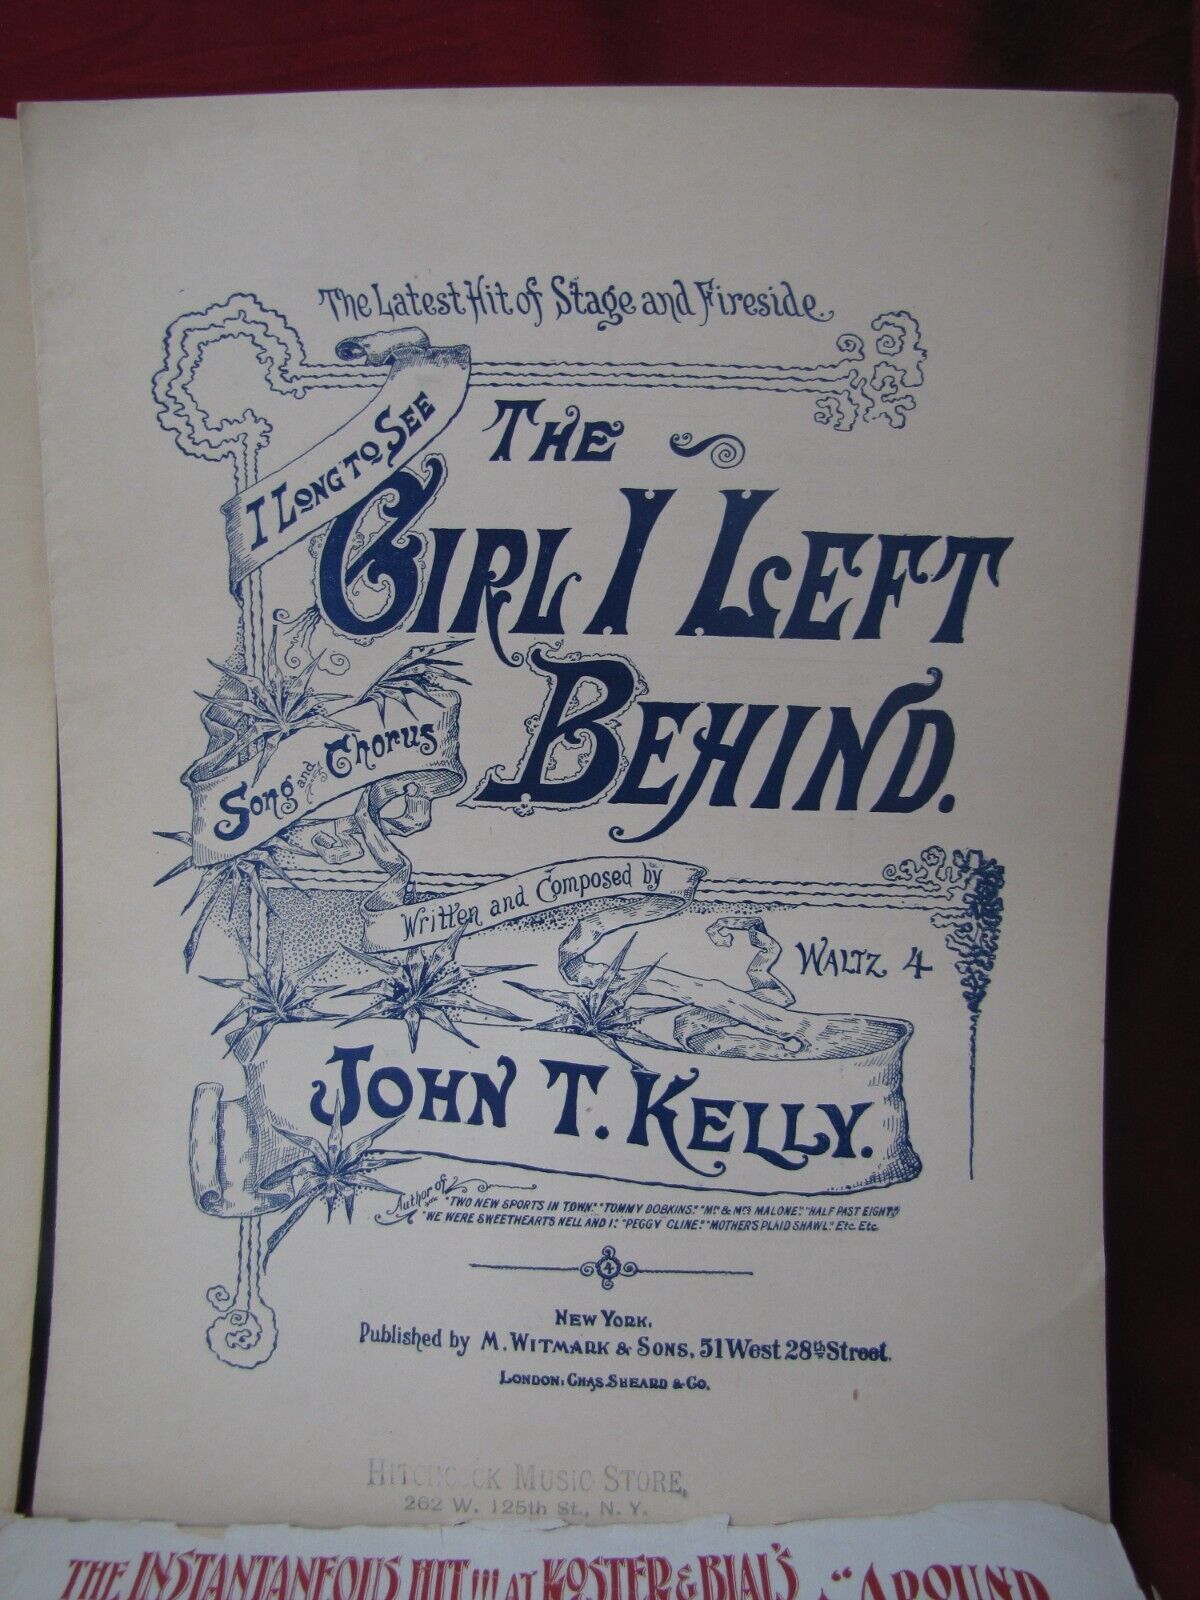 The Latest Hit of Stage and Fireside.
I Long to See
The
Girl I Left
Behind.
Song and Chorus
Written and Composed by
Waltz 4
John T. Kelly.
Author of "Two New Sports in Town." "Tommy Dobkins." "Mr. & Mrs. Malone." "Half Past Eight."
"We Were Sweethearts Nell and I." "Peggy Cline." "Mother's Plaid Shawl." Etc. Etc.
4
New York.
Published by M. Witmark & Sons, 51 West 28th Street.
London: Chas. Sheard & Co.
Hitchcock Music Store,
262 W. 125th St., N. Y.
THE INSTANTANEOUS HIT!!! AT KOSTER & BIAL'S "AROUND